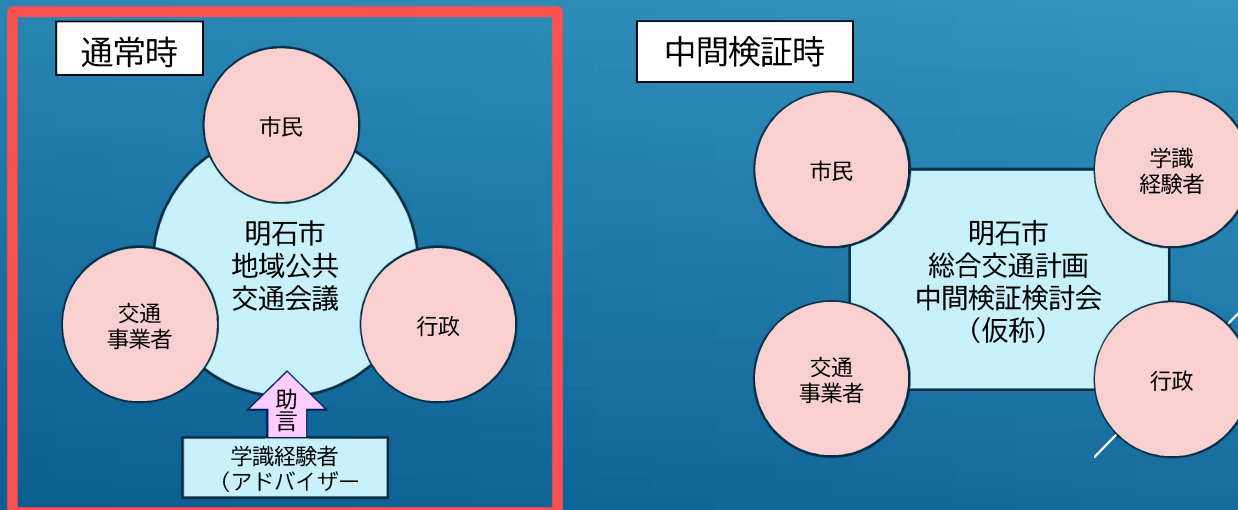 通常時
市民
明石市
地域公共
交通会議
交通
事業者
行政
助
言
学識経験者
（アドバイザー
中間検証時
市民
学識
経験者
明石市
総合交通計画
中間検証検討会
（仮称）
交通
事業者
行政